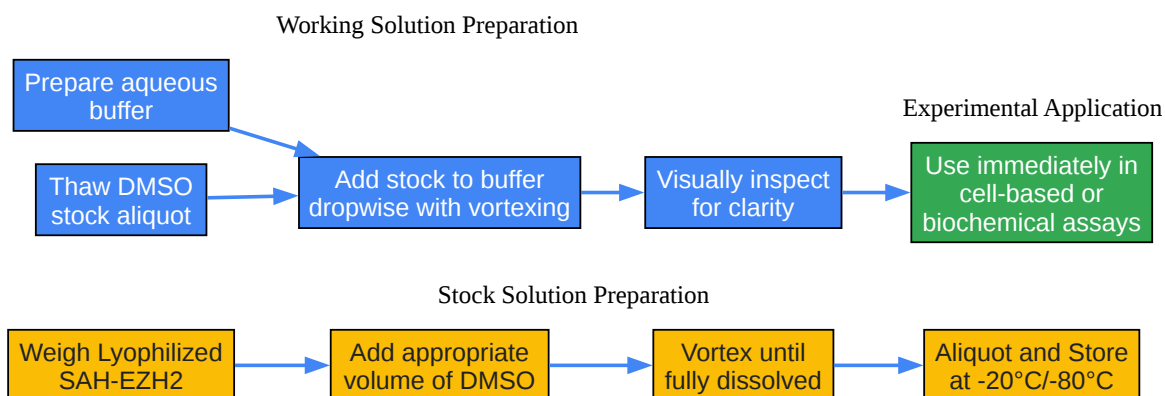 Working Solution Preparation
Prepare aqueous
buffer
Thaw DMSO
stock aliquot
Add stock to buffer
dropwise with vortexing
Visually inspect
for clarity
Experimental Application
Use immediately in
cell-based or
biochemical assays
Stock Solution Preparation
Weigh Lyophilized
SAH-EZH2
Add appropriate
volume of DMSO
Vortex until
fully dissolved
Aliquot and Store
at -20°C/-80°C